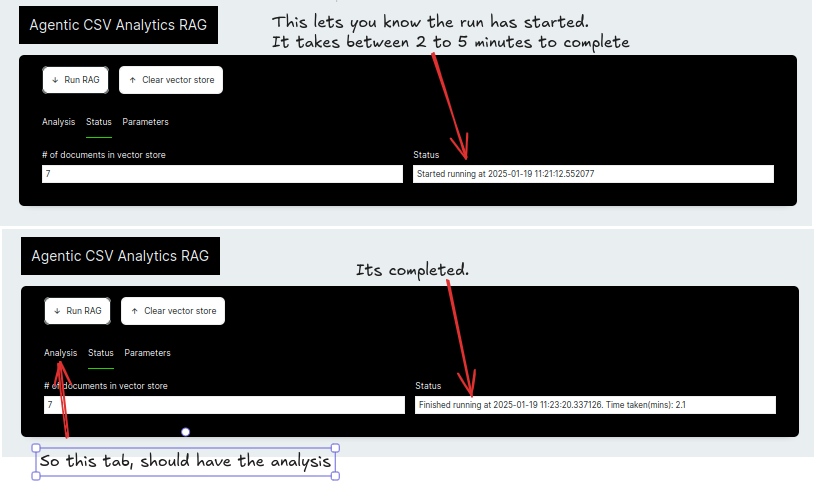 Agentic CSV Analytics RAG
This lets you know the run has started.
It takes between 2 to 5 minutes to complete
↓ Run RAG ↑ Clear vector store
Analysis Status Parameters
# of documents in vector store Status
7 Started running at 2025-01-19 11:21:12.552077
Agentic CSV Analytics RAG
Its completed.
↓ Run RAG ↑ Clear vector store
Analysis Status Parameters
# of documents in vector store Status
7 Finished running at 2025-01-19 11:23:20.337126. Time taken(mins): 2.1
So this tab, should have the analysis